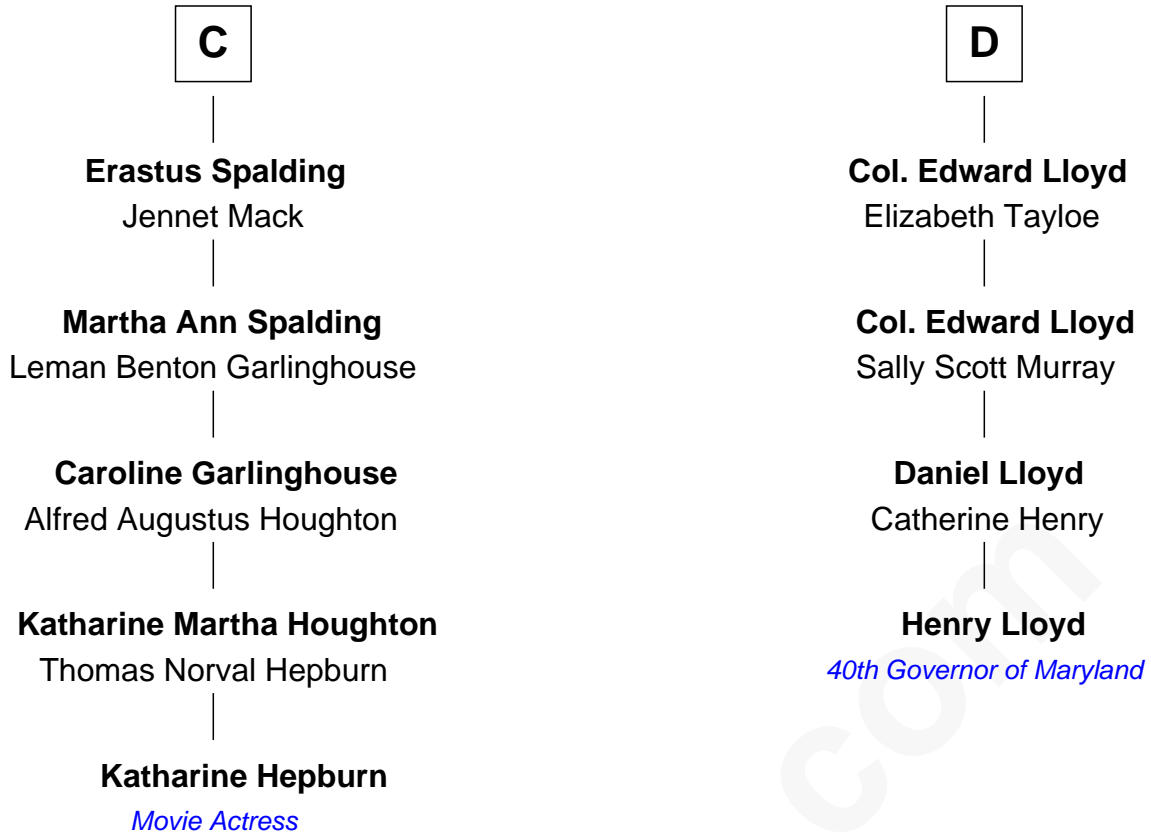 C
Erastus Spalding
Jennet Mack
Martha Ann Spalding
Leman Benton Garlinghouse
Caroline Garlinghouse
Alfred Augustus Houghton
Katharine Martha Houghton
Thomas Norval Hepburn
Katharine Hepburn
Movie Actress
D
Col. Edward Lloyd
Elizabeth Tayloe
Col. Edward Lloyd
Sally Scott Murray
Daniel Lloyd
Catherine Henry
Henry Lloyd
40th Governor of Maryland
com